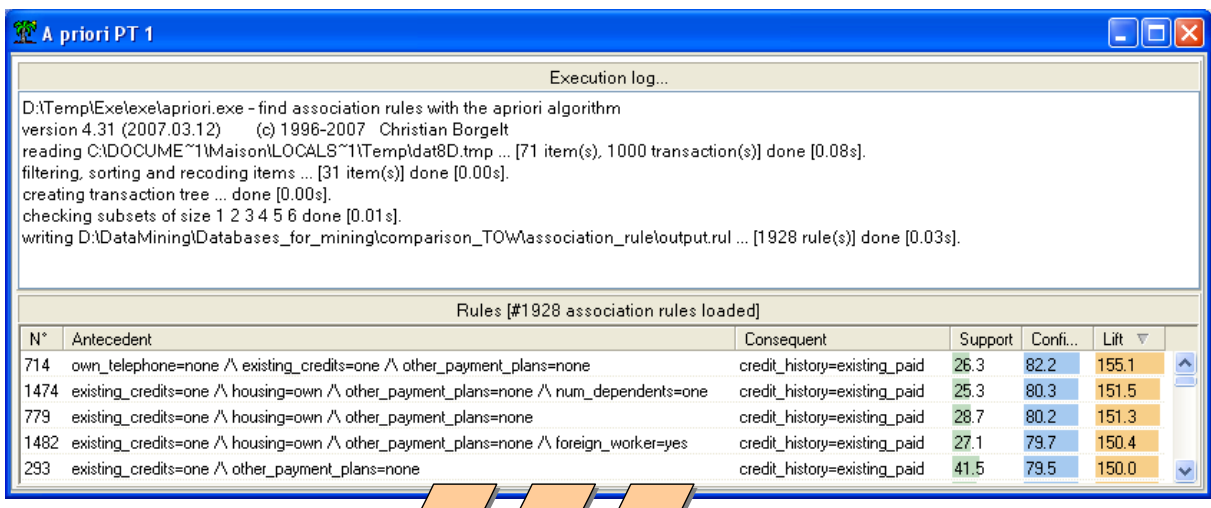 A priori PT 1
Execution log...
D:\Temp\Exe\exe\apriori.exe - find association rules with the apriori algorithm
version 4.31 (2007.03.12) (c) 1996-2007 Christian Borgelt
reading C:\DOCUME~1\Maison\LOCALS~1\Temp\dat8D.tmp ... [71 item(s), 1000 transaction(s)] done [0.08s].
filtering, sorting and recoding items ... [31 item(s)] done [0.00s].
creating transaction tree ... done [0.00s].
checking subsets of size 1 2 3 4 5 6 done [0.01s].
writing D:\DataMining\Databases_for_mining\comparison_TOW\association_rule\output.rul ... [1928 rule(s)] done [0.03s].
Rules [#1928 association rules loaded]
N° Antecedent Consequent Support Confi... Lift
714 own_telephone=none /\ existing_credits=one /\ other_payment_plans=none credit_history=existing_paid 26.3 82.2 155.1
1474 existing_credits=one /\ housing=own /\ other_payment_plans=none /\ num_dependents=one credit_history=existing_paid 25.3 80.3 151.5
779 existing_credits=one /\ housing=own /\ other_payment_plans=none credit_history=existing_paid 28.7 80.2 151.3
1482 existing_credits=one /\ housing=own /\ other_payment_plans=none /\ foreign_worker=yes credit_history=existing_paid 27.1 79.7 150.4
293 existing_credits=one /\ other_payment_plans=none credit_history=existing_paid 41.5 79.5 150.0